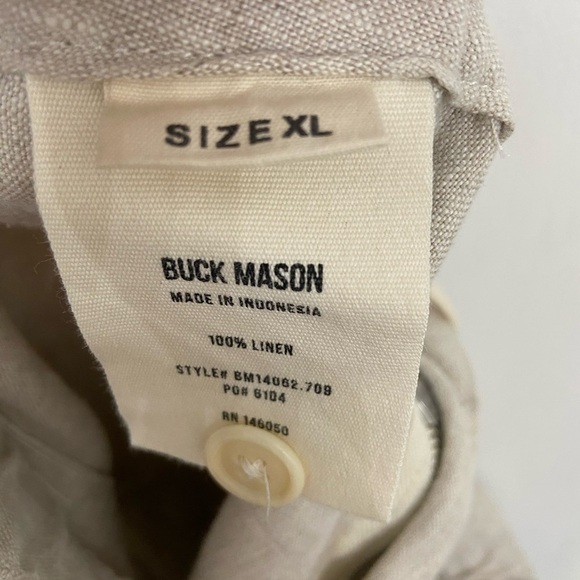 SIZE XL
BUCK MASON
MADE IN INDONESIA
100% LINEN
STYLE# BM14062.709
PO# 6104
RN 146050